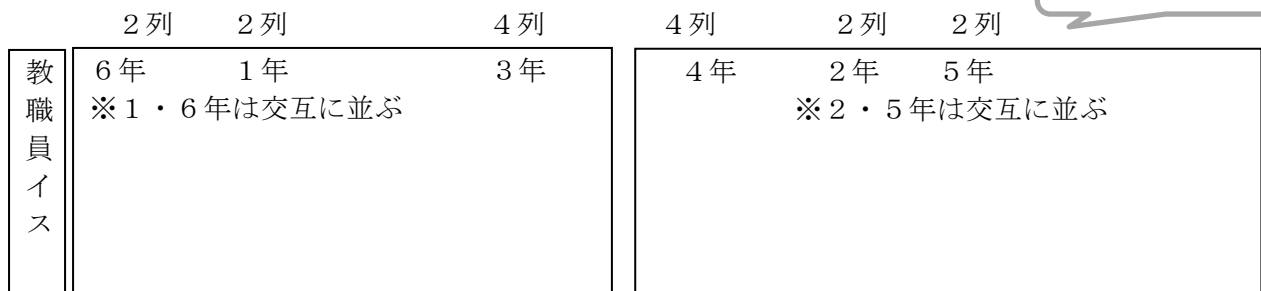 ２列 ２列 ４列 ４列 ２列 ２列
教職員イス
６年 １年 ３年 ４年 ２年 ５年
※１・６年は交互に並ぶ ※２・５年は交互に並ぶ